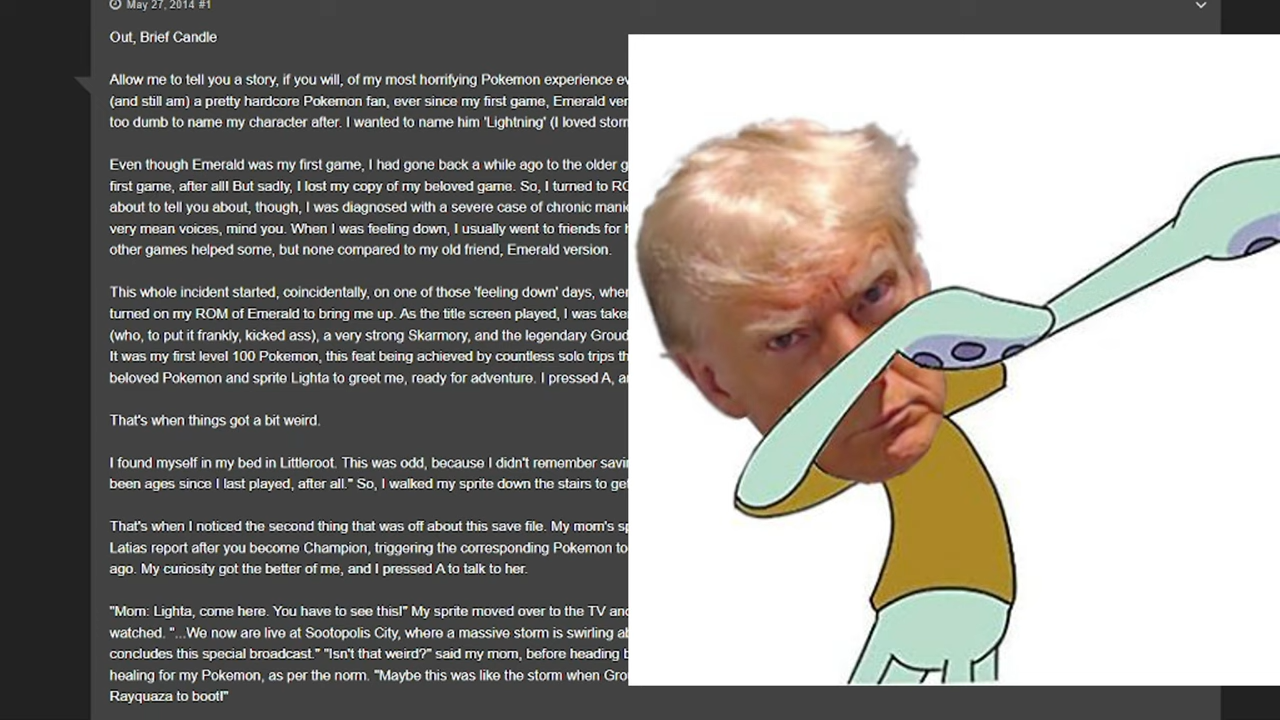 May 27, 2014 #1
Out, Brief Candle
Allow me to tell you a story, if you will, of my most horrifying Pokemon experience
(and still am) a pretty hardcore Pokemon fan, ever since my first game, Emerald
too dumb to name my character after. I wanted to name him 'Lightning' (I loved
Even though Emerald was my first game, I had gone back a while ago to the older
first game, after all! But sadly, I lost my copy of my beloved game. So, I turned to
about to tell you about, though, I was diagnosed with a severe case of chronic
very mean voices, mind you. When I was feeling down, I usually went to friends for
other games helped some, but none compared to my old friend, Emerald version.
This whole incident started, coincidentally, on one of those 'feeling down' days,
turned on my ROM of Emerald to bring me up. As the title screen played, I was
(who, to put it frankly, kicked ass), a very strong Skarmory, and the legendary
It was my first level 100 Pokemon, this feat being achieved by countless solo trips
beloved Pokemon and sprite Lighta to greet me, ready for adventure. I pressed A,
That's when things got a bit weird.
I found myself in my bed in Littleroot. This was odd, because I didn't remember
been ages since I last played, after all." So, I walked my sprite down the stairs to
That's when I noticed the second thing that was off about this save file. My mom's
Latias report after you become Champion, triggering the corresponding Pokemon to
ago. My curiosity got the better of me, and I pressed A to talk to her.
"Mom: Lighta, come here. You have to see this!" My sprite moved over to the TV
watched. "...We now are live at Sootopolis City, where a massive storm is swirling
concludes this special broadcast." "Isn't that weird?" said my mom, before heading
healing for my Pokemon, as per the norm. "Maybe this was like the storm when
Rayquaza to boot!"